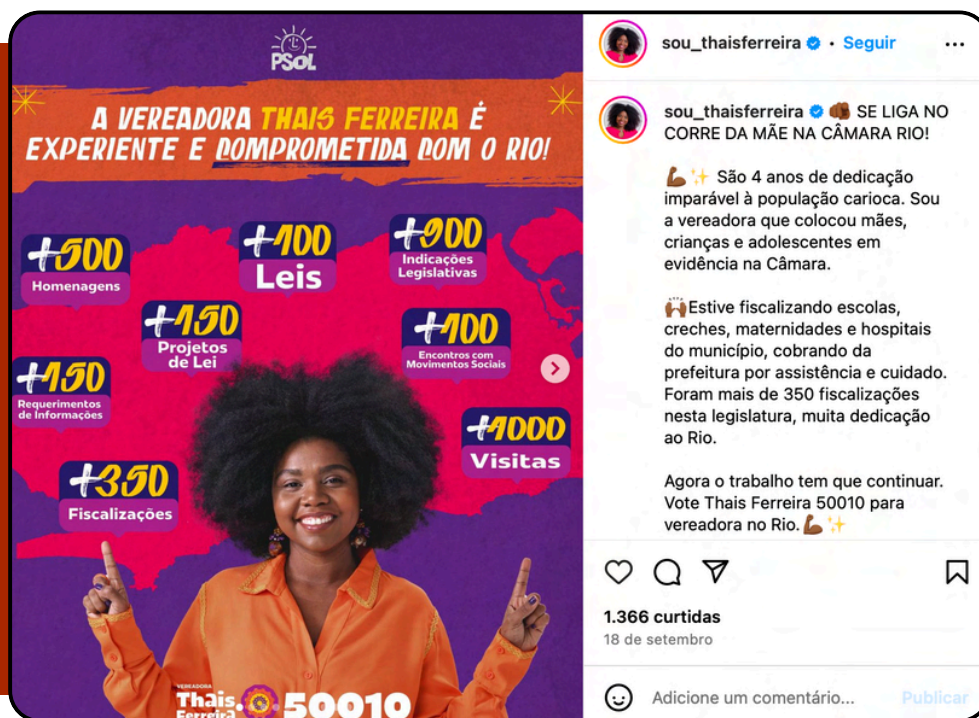 PSOL
A VEREADORA THAIS FERREIRA É
EXPERIENTE E COMPROMETIDA COM O RIO!
+500
Homenagens
+100
Leis
+900
Indicações
Legislativas
+150
Projetos
de Lei
+100
Encontros com
Movimentos Sociais
+150
Requerimentos
de Informações
+1000
Visitas
+350
Fiscalizações
VEREADORA
Thais
Ferreira
50010
sou_thaisferreira • Seguir
sou_thaisferreira SE LIGA NO
CORRE DA MÃE NA CÂMARA RIO!
São 4 anos de dedicação
imparável à população carioca. Sou
a vereadora que colocou mães,
crianças e adolescentes em
evidência na Câmara.
Estive fiscalizando escolas,
creches, maternidades e hospitais
do município, cobrando da
prefeitura por assistência e cuidado.
Foram mais de 350 fiscalizações
nesta legislatura, muita dedicação
ao Rio.
Agora o trabalho tem que continuar.
Vote Thais Ferreira 50010 para
vereadora no Rio.
1.366 curtidas
18 de setembro
Adicione um comentário... Publicar